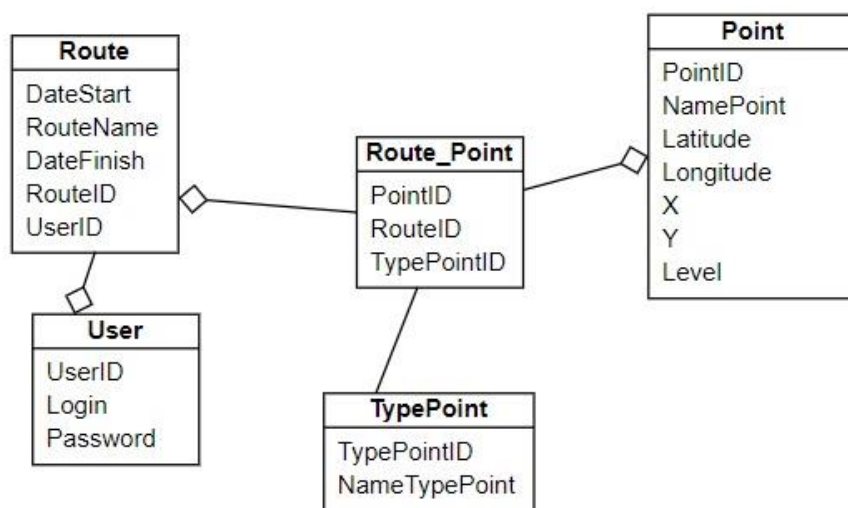 Route
DateStart
RouteName
DateFinish
RouteID
UserID
User
UserID
Login
Password
Route_Point
PointID
RouteID
TypePointID
TypePoint
TypePointID
NameTypePoint
Point
PointID
NamePoint
Latitude
Longitude
X
Y
Level